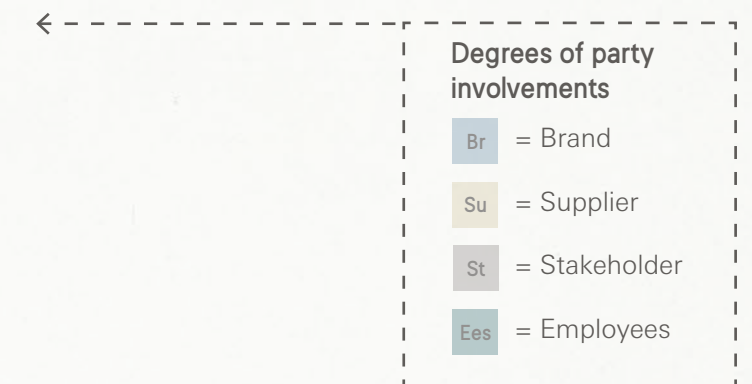 Degrees of party
involvements
Br = Brand
Su = Supplier
St = Stakeholder
Ees = Employees